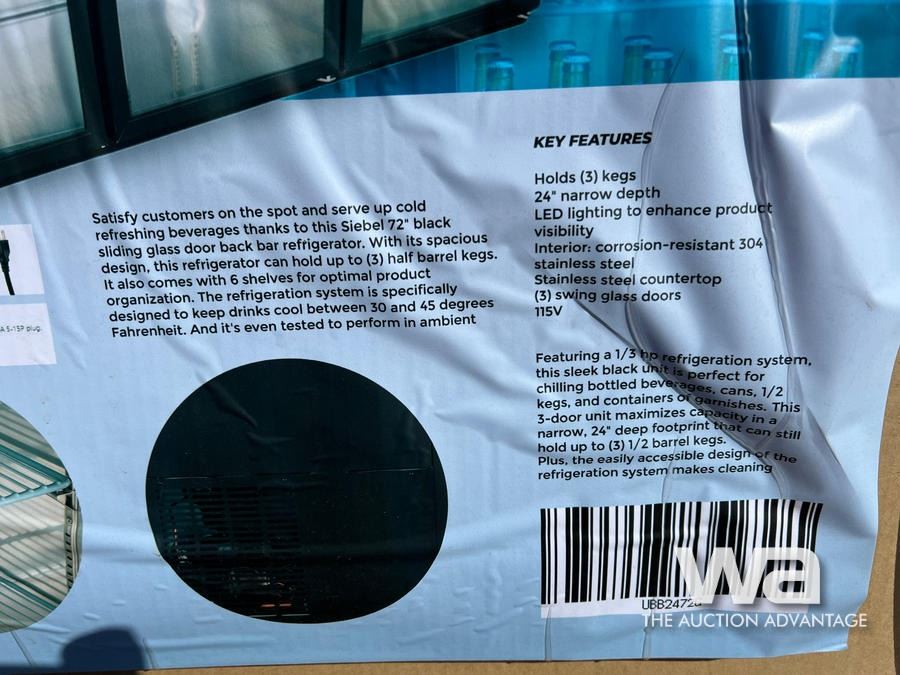 A 5-15P plug.
Satisfy customers on the spot and serve up cold
refreshing beverages thanks to this Siebel 72" black
sliding glass door back bar refrigerator. With its spacious
design, this refrigerator can hold up to (3) half barrel kegs.
It also comes with 6 shelves for optimal product
organization. The refrigeration system is specifically
designed to keep drinks cool between 30 and 45 degrees
Fahrenheit. And it's even tested to perform in ambient
KEY FEATURES
Holds (3) kegs
24" narrow depth
LED lighting to enhance product
visibility
Interior: corrosion-resistant 304
stainless steel
Stainless steel countertop
(3) swing glass doors
115V
Featuring a 1/3 hp refrigeration system,
this sleek black unit is perfect for
chilling bottled beverages, cans, 1/2
kegs, and containers of garnishes. This
3-door unit maximizes capacity in a
narrow, 24" deep footprint that can still
hold up to (3) 1/2 barrel kegs.
Plus, the easily accessible design of the
refrigeration system makes cleaning
wa
THE AUCTION ADVANTAGE